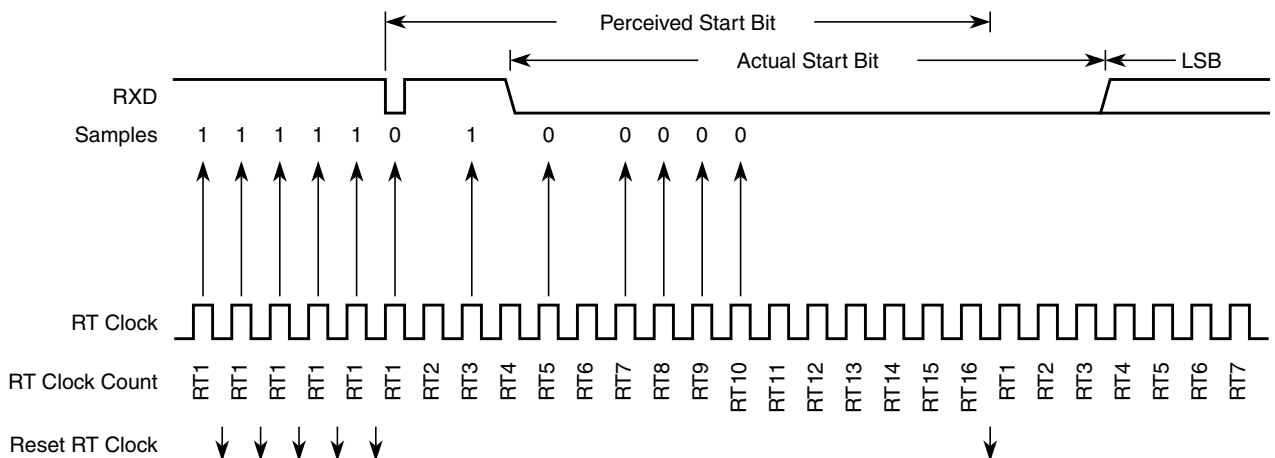 Perceived Start Bit
Actual Start Bit
LSB
RXD
Samples 1 1 1 1 1 0 1 0 0 0 0 0
RT Clock
RT Clock Count RT1 RT1 RT1 RT1 RT1 RT1 RT2 RT3 RT4 RT5 RT6 RT7 RT8 RT9 RT10 RT11 RT12 RT13 RT14 RT15 RT16 RT1 RT2 RT3 RT4 RT5 RT6 RT7
Reset RT Clock